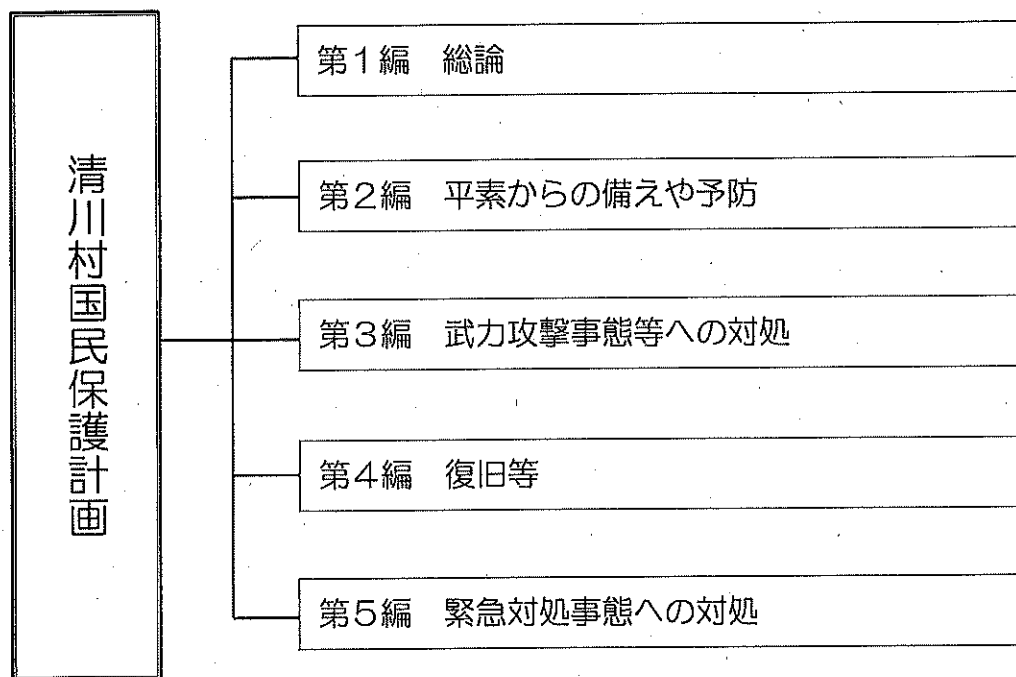 清川村国民保護計画
第1編　総論
第2編　平素からの備えや予防
第3編　武力攻撃事態等への対処
第4編　復旧等
第5編　緊急対処事態への対処